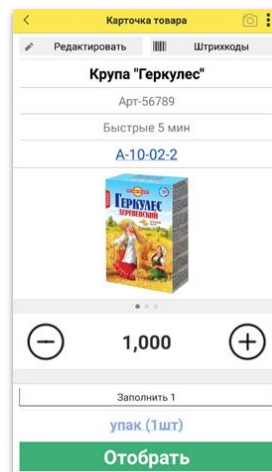 Карточка товара
Редактировать
Штрихкоды
Крупа "Геркулес"
Арт-56789
Быстрые 5 мин
А-10-02-2
ГЕРКУЛЕС
ДЕРЕВЕНСКИЙ
1,000
Заполнить 1
упак (1шт)
Отобрать